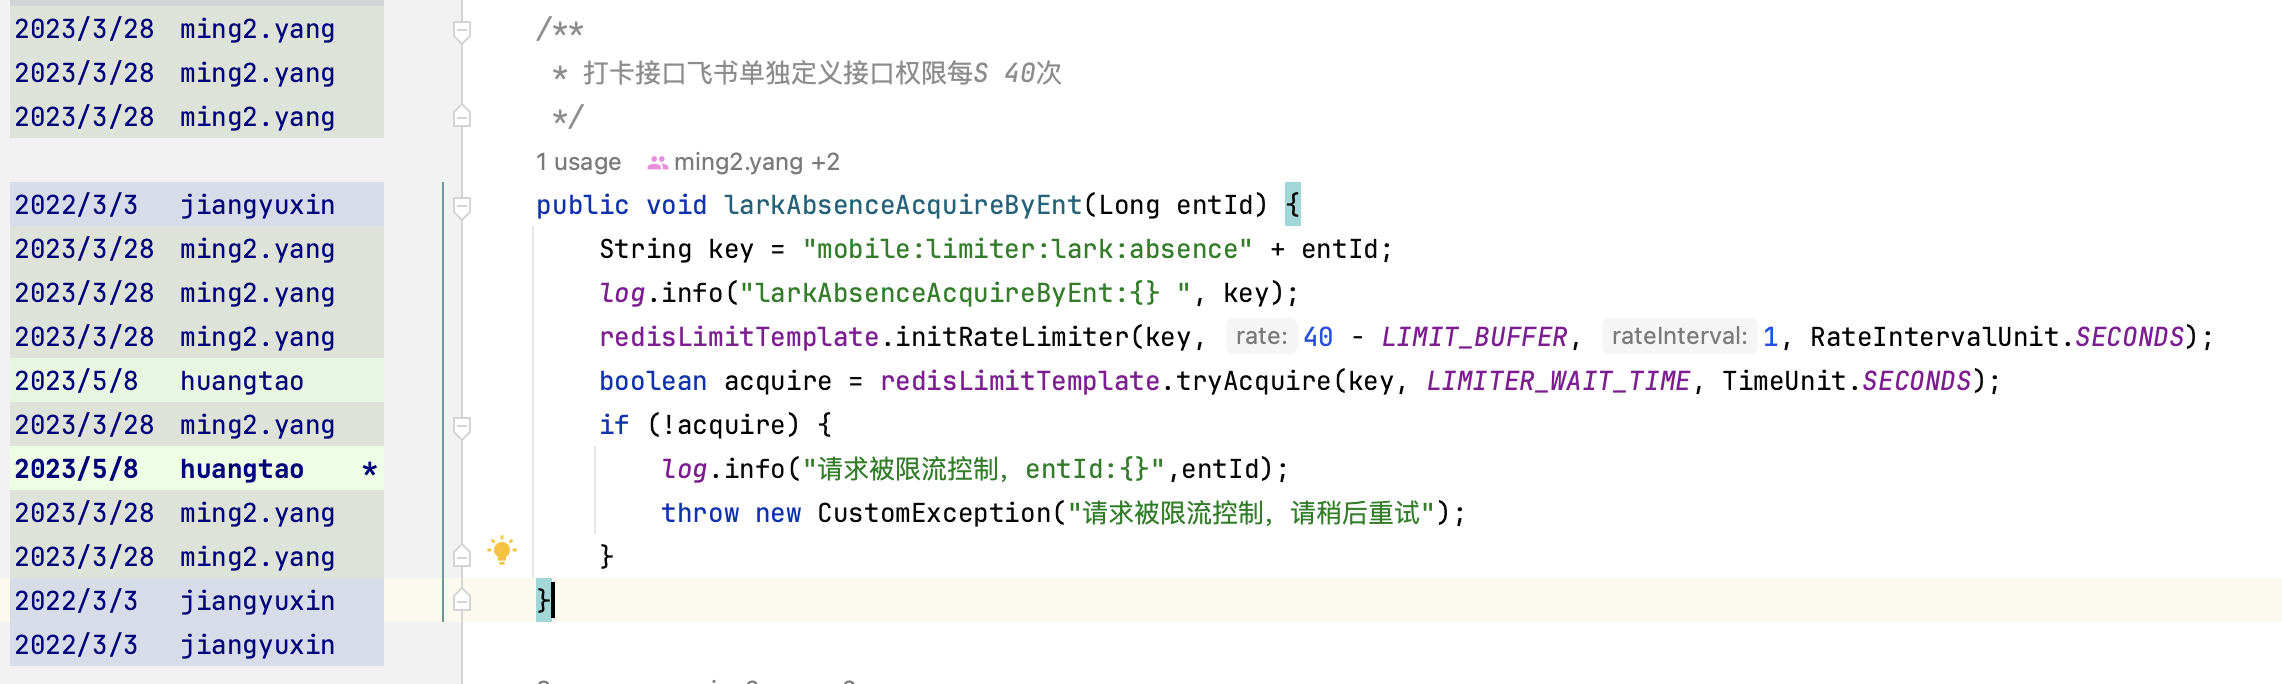 2023/3/28 ming2.yang /**
2023/3/28 ming2.yang * 打卡接口飞书单独定义接口权限每S 40次
2023/3/28 ming2.yang */
1 usage ming2.yang +2
2022/3/3 jiangyuxin public void larkAbsenceAcquireByEnt(Long entId) {
2023/3/28 ming2.yang String key = "mobile:limiter:lark:absence" + entId;
2023/3/28 ming2.yang log.info("larkAbsenceAcquireByEnt:{} ", key);
2023/3/28 ming2.yang redisLimitTemplate.initRateLimiter(key, rate: 40 - LIMIT_BUFFER, rateInterval: 1, RateIntervalUnit.SECONDS);
2023/5/8 huangtao boolean acquire = redisLimitTemplate.tryAcquire(key, LIMITER_WAIT_TIME, TimeUnit.SECONDS);
2023/3/28 ming2.yang if (!acquire) {
2023/5/8 huangtao * log.info("请求被限流控制，entId:{}",entId);
2023/3/28 ming2.yang throw new CustomException("请求被限流控制，请稍后重试");
2023/3/28 ming2.yang }
2022/3/3 jiangyuxin }
2022/3/3 jiangyuxin